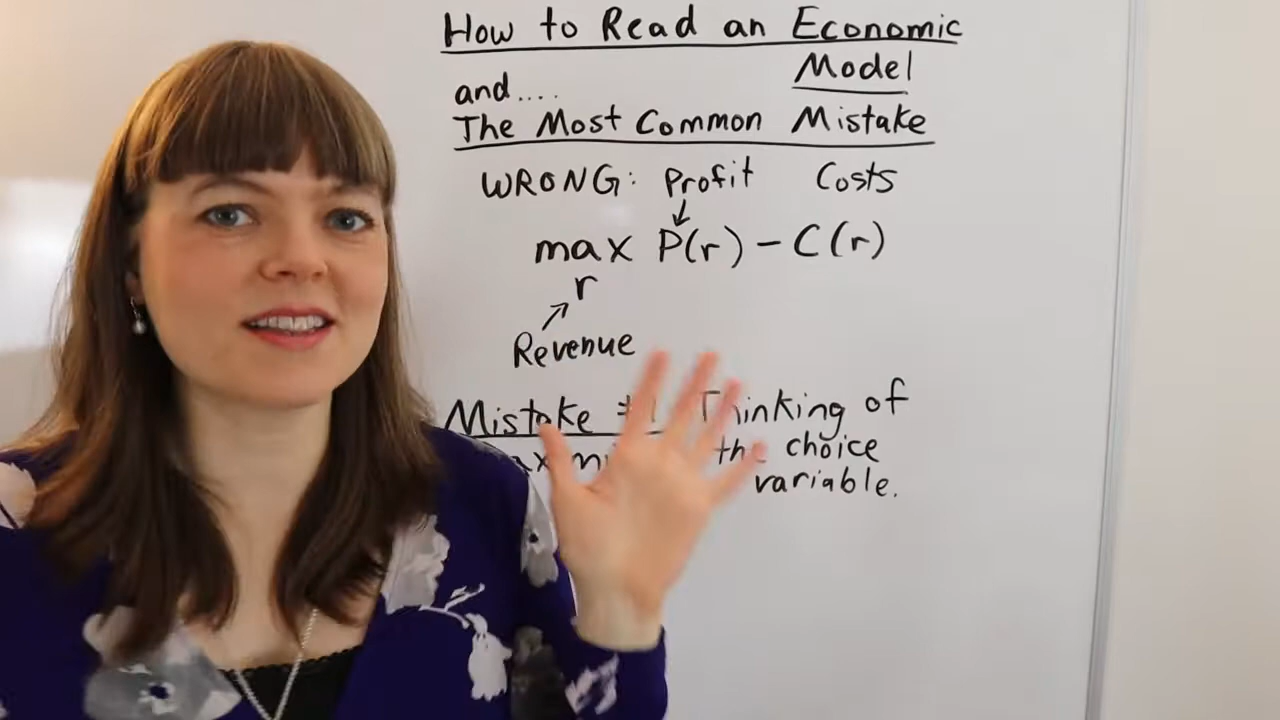 How to Read an Economic
Model
and....
The Most Common Mistake
WRONG: Profit Costs
max P(r) - C(r)
r
Revenue
Mistake #1 Thinking of
the choice
variable.